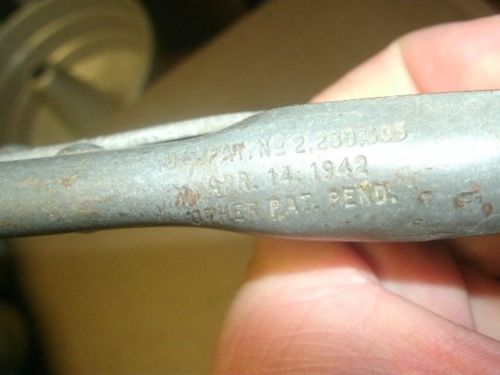 U.S. PAT. No 2.280.005
APR. 14. 1942
OTHER PAT. PEND.